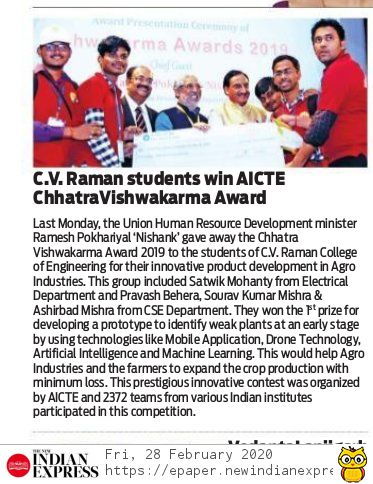 Award Presentation Ceremony of
hwakarma Awards 2019
Chief Guest
C.V. Raman students win AICTE
ChhatraVishwakarma Award
Last Monday, the Union Human Resource Development minister
Ramesh Pokhariyal ‘Nishank’ gave away the Chhatra
Vishwakarma Award 2019 to the students of C.V. Raman College
of Engineering for their innovative product development in Agro
Industries. This group included Satwik Mohanty from Electrical
Department and Pravash Behera, Sourav Kumar Mishra &
Ashirbad Mishra from CSE Department. They won the 1st prize for
developing a prototype to identify weak plants at an early stage
by using technologies like Mobile Application, Drone Technology,
Artificial Intelligence and Machine Learning. This would help Agro
Industries and the farmers to expand the crop production with
minimum loss. This prestigious innovative contest was organized
by AICTE and 2372 teams from various Indian institutes
participated in this competition.
THE NEW
INDIAN
EXPRESS
Fri, 28 February 2020
https://epaper.newindianexpre